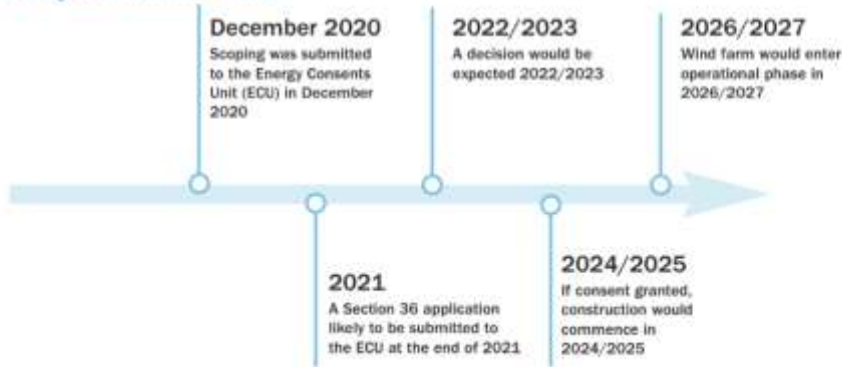 December 2020
Scoping was submitted
to the Energy Consents
Unit (ECU) in December
2020
2022/2023
A decision would be
expected 2022/2023
2026/2027
Wind farm would enter
operational phase in
2026/2027
2021
A Section 36 application
likely to be submitted to
the ECU at the end of 2021
2024/2025
If consent granted,
construction would
commence in
2024/2025